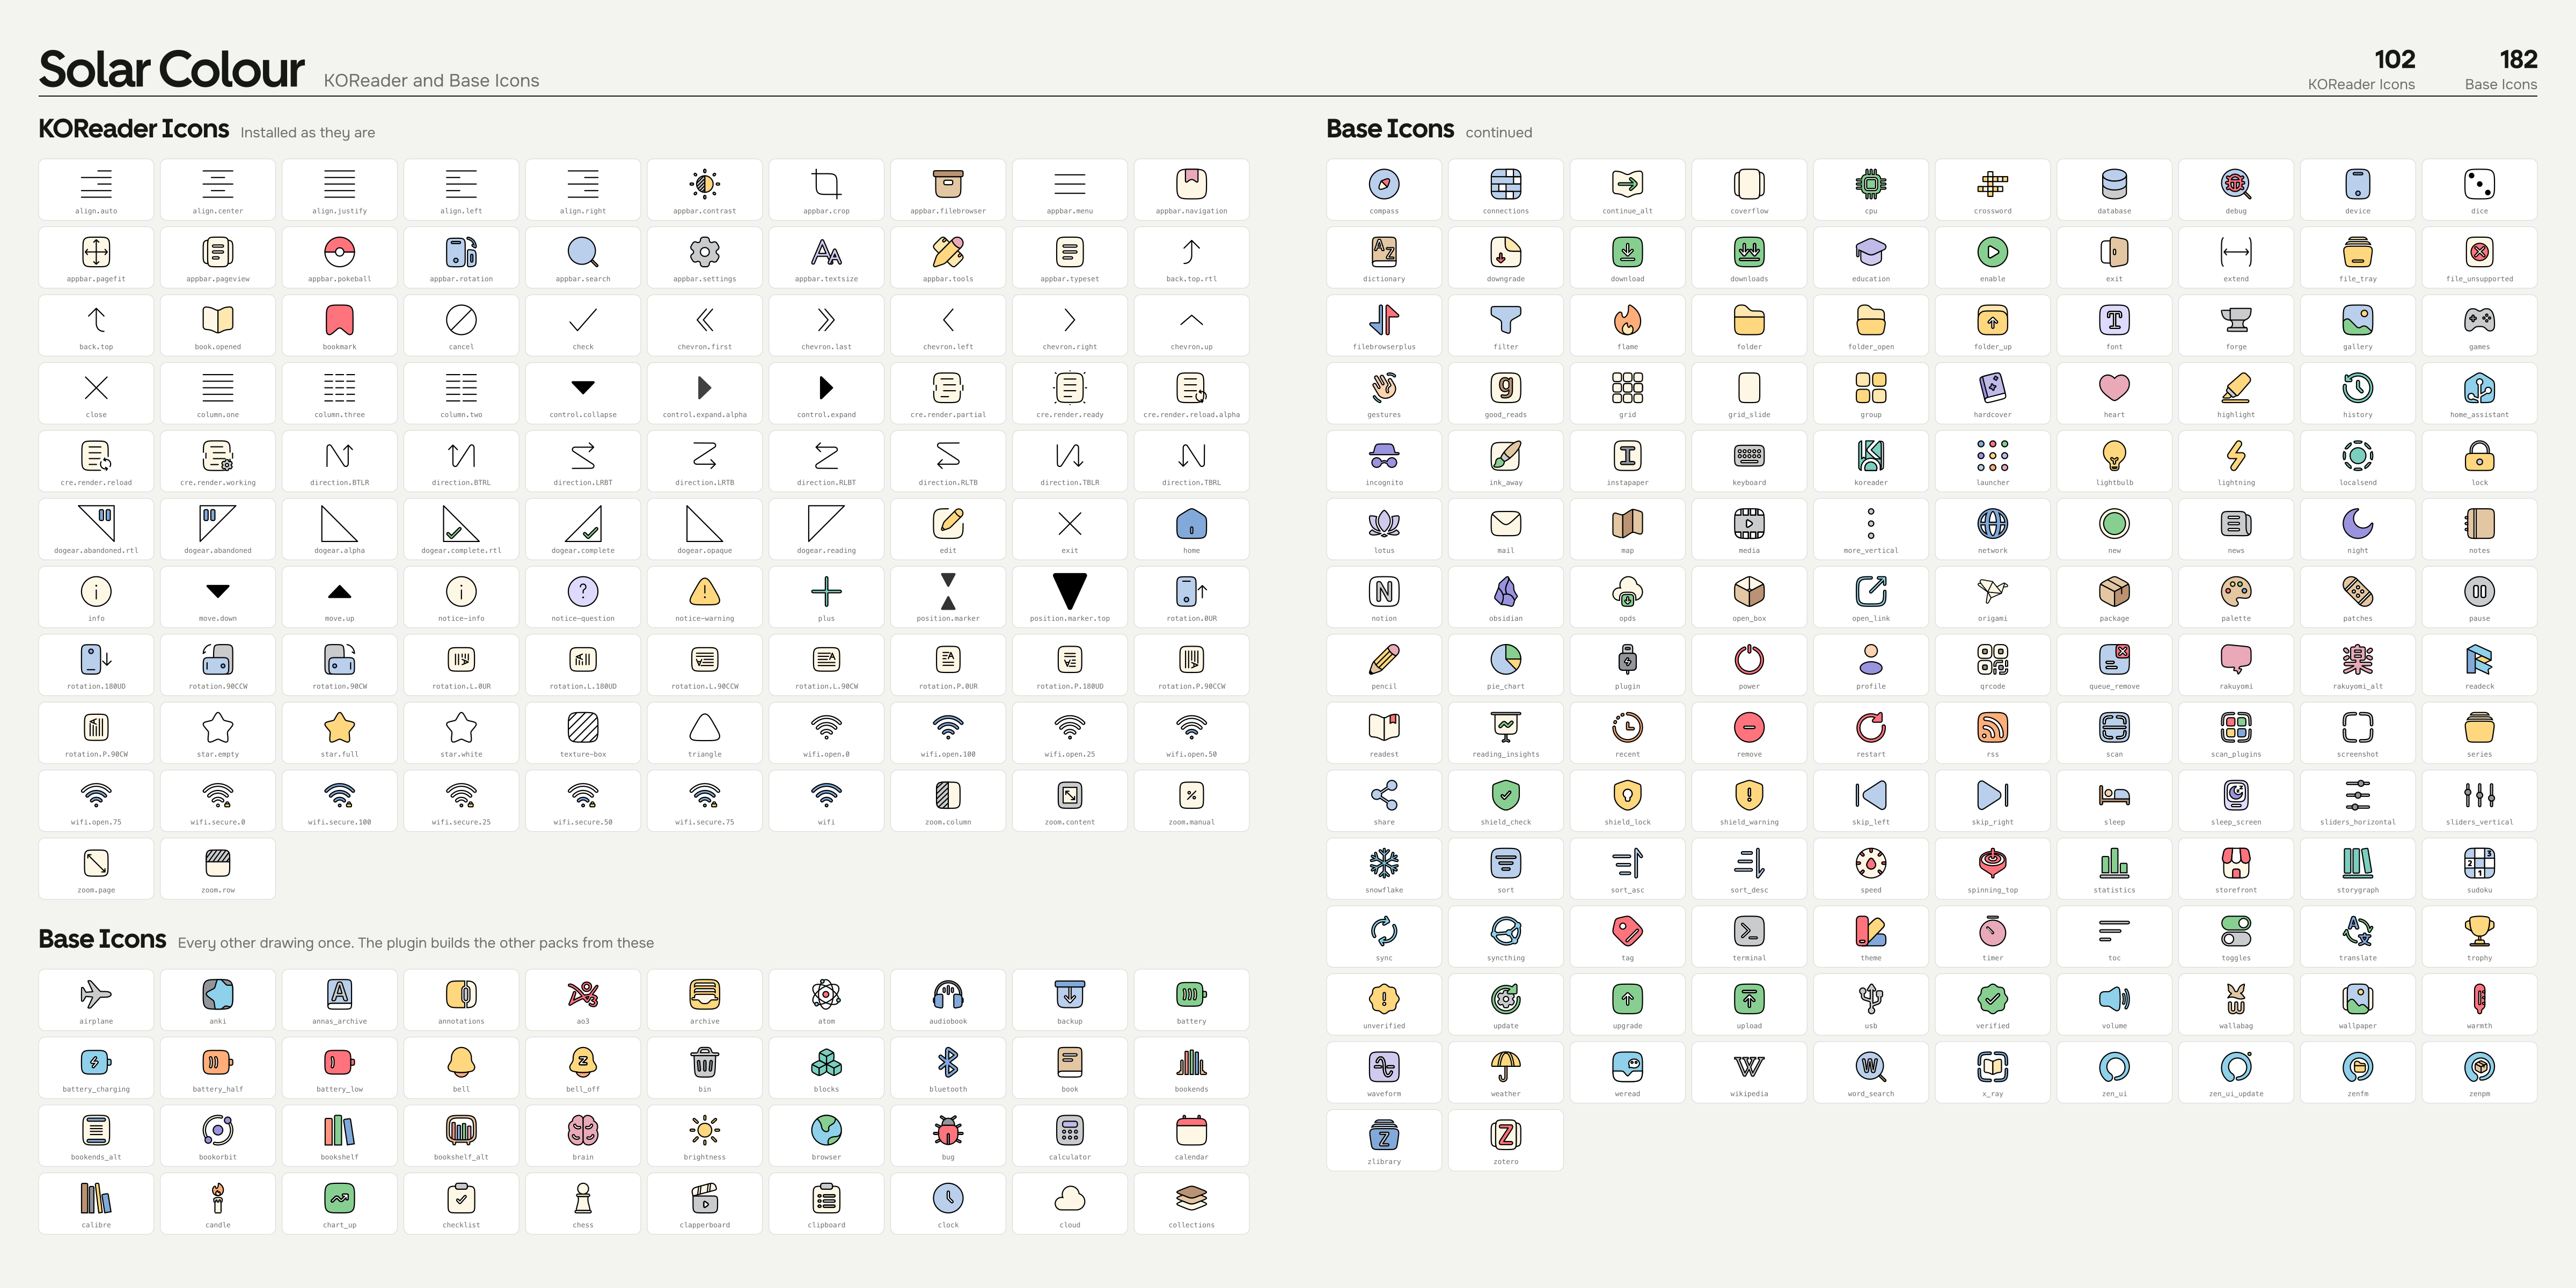 Solar Colour KOReader and Base Icons
102 KOReader Icons
182 Base Icons
KOReader Icons Installed as they are
align.auto align.center align.justify align.left align.right appbar.contrast appbar.crop appbar.filebrowser appbar.menu appbar.navigation
appbar.pagefit appbar.pageview appbar.pokeball appbar.rotation appbar.search appbar.settings appbar.textsize appbar.tools appbar.typeset back.top.rtl
back.top book.opened bookmark cancel check chevron.first chevron.last chevron.left chevron.right chevron.up
close column.one column.three column.two control.collapse control.expand.alpha control.expand cre.render.partial cre.render.ready cre.render.reload.alpha
cre.render.reload cre.render.working direction.BTLR direction.BTRL direction.LRBT direction.LRTB direction.RLBT direction.RLTB direction.TBLR direction.TBRL
dogear.abandoned.rtl dogear.abandoned dogear.alpha dogear.complete.rtl dogear.complete dogear.opaque dogear.reading edit exit home
info move.down move.up notice-info notice-question notice-warning plus position.marker position.marker.top rotation.0UR
rotation.180UD rotation.90CCW rotation.90CW rotation.L.0UR rotation.L.180UD rotation.L.90CCW rotation.L.90CW rotation.P.0UR rotation.P.180UD rotation.P.90CCW
rotation.P.90CW star.empty star.full star.white texture-box triangle wifi.open.0 wifi.open.100 wifi.open.25 wifi.open.50
wifi.open.75 wifi.secure.0 wifi.secure.100 wifi.secure.25 wifi.secure.50 wifi.secure.75 wifi zoom.column zoom.content zoom.manual
zoom.page zoom.row
Base Icons Every other drawing once. The plugin builds the other packs from these
airplane anki annas_archive annotations ao3 archive atom audiobook backup battery
battery_charging battery_half battery_low bell bell_off bin blocks bluetooth book bookends
bookends_alt bookorbit bookshelf bookshelf_alt brain brightness browser bug calculator calendar
calibre candle chart_up checklist chess clapperboard clipboard clock cloud collections
Base Icons continued
compass connections continue_alt coverflow cpu crossword database debug device dice
dictionary downgrade download downloads education enable exit extend file_tray file_unsupported
filebrowserplus filter flame folder folder_open folder_up font forge gallery games
gestures good_reads grid grid_slide group hardcover heart highlight history home_assistant
incognito ink_away instapaper keyboard koreader launcher lightbulb lightning localsend lock
lotus mail map media more_vertical network new news night notes
notion obsidian opds open_box open_link origami package palette patches pause
pencil pie_chart plugin power profile qrcode queue_remove rakuyomi rakuyomi_alt readeck
readest reading_insights recent remove restart rss scan scan_plugins screenshot series
share shield_check shield_lock shield_warning skip_left skip_right sleep sleep_screen sliders_horizontal sliders_vertical
snowflake sort sort_asc sort_desc speed spinning_top statistics storefront storygraph sudoku
sync syncthing tag terminal theme timer toc toggles translate trophy
unverified update upgrade upload usb verified volume wallabag wallpaper warmth
waveform weather weread wikipedia word_search x_ray zen_ui zen_ui_update zenfm zenpm
zlibrary zotero